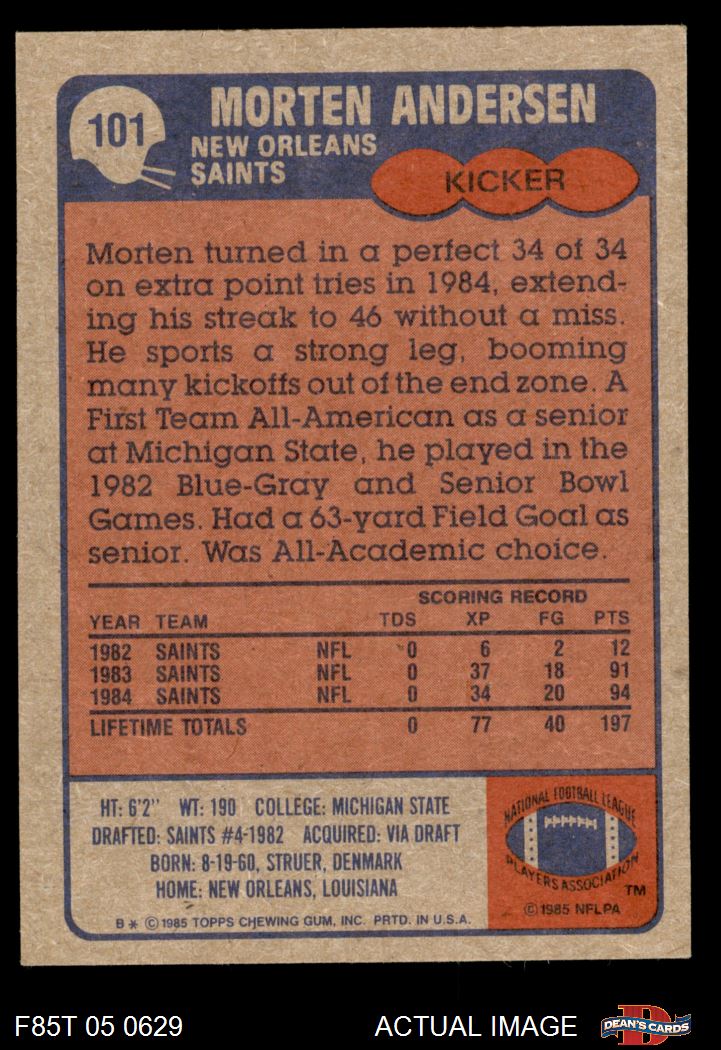 101
MORTEN ANDERSEN
NEW ORLEANS
SAINTS
KICKER
Morten turned in a perfect 34 of 34
on extra point tries in 1984, extend-
ing his streak to 46 without a miss.
He sports a strong leg, booming
many kickoffs out of the end zone. A
First Team All-American as a senior
at Michigan State, he played in the
1982 Blue-Gray and Senior Bowl
Games. Had a 63-yard Field Goal as
senior. Was All-Academic choice.
SCORING RECORD
YEAR TEAM TDS XP FG PTS
1982 SAINTS NFL 0 6 2 12
1983 SAINTS NFL 0 37 18 91
1984 SAINTS NFL 0 34 20 94
LIFETIME TOTALS 0 77 40 197
HT: 6'2" WT: 190 COLLEGE: MICHIGAN STATE
DRAFTED: SAINTS #4-1982 ACQUIRED: VIA DRAFT
BORN: 8-19-60, STRUER, DENMARK
HOME: NEW ORLEANS, LOUISIANA
B * © 1985 TOPPS CHEWING GUM, INC. PRTD. IN U.S.A.
NATIONAL FOOTBALL LEAGUE
PLAYERS ASSOCIATION
TM
© 1985 NFLPA
F85T 05 0629 ACTUAL IMAGE
D
DEAN'S CARDS